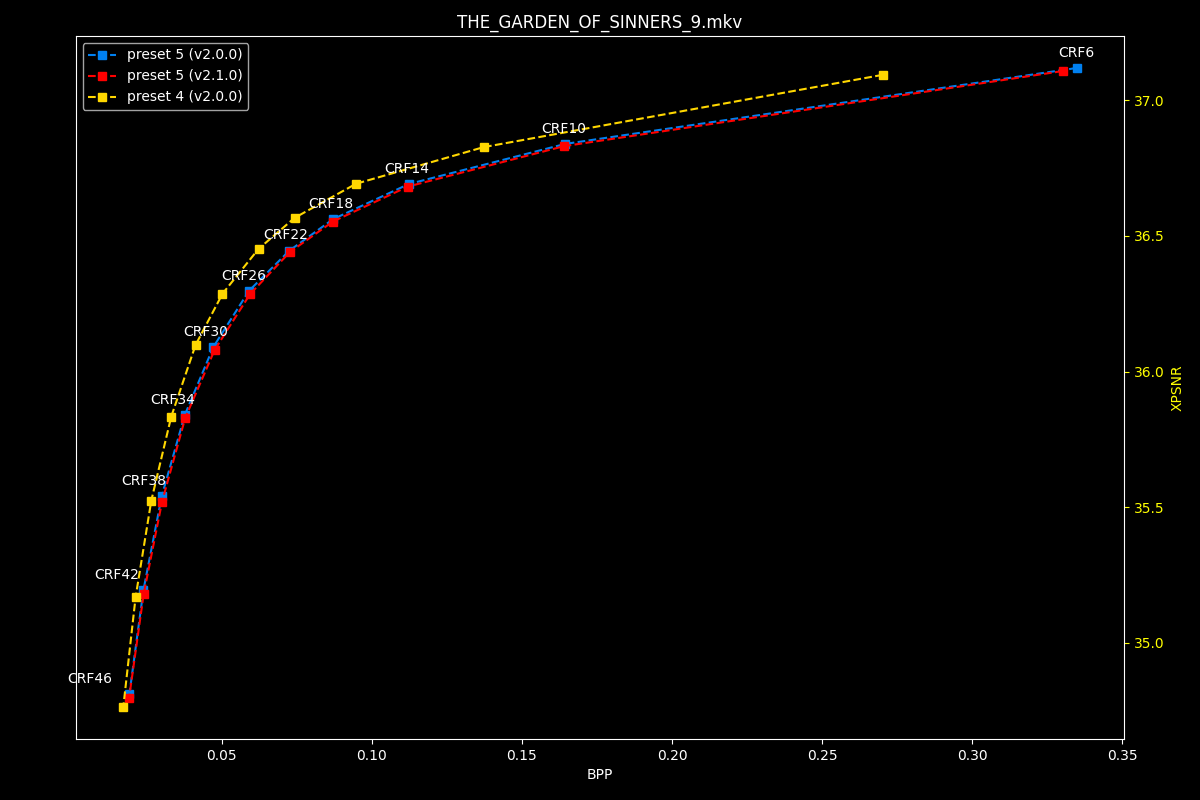 THE_GARDEN_OF_SINNERS_9.mkv
preset 5 (v2.0.0)
preset 5 (v2.1.0)
preset 4 (v2.0.0)
CRF6
CRF10
CRF14
CRF18
CRF22
CRF26
CRF30
CRF34
CRF38
CRF42
CRF46
37.0
36.5
36.0
35.5
35.0
XPSNR
0.05 0.10 0.15 0.20 0.25 0.30 0.35
BPP